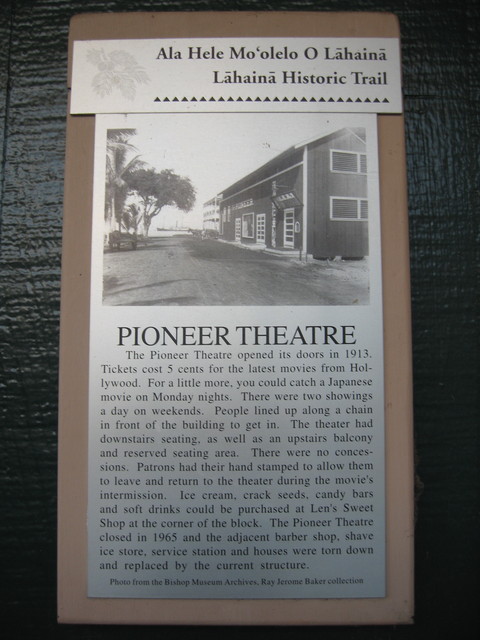 Ala Hele Moʻolelo O Lāhainā
Lāhainā Historic Trail
PIONEER THEATRE
The Pioneer Theatre opened its doors in 1913.
Tickets cost 5 cents for the latest movies from Hol-
lywood. For a little more, you could catch a Japanese
movie on Monday nights. There were two showings
a day on weekends. People lined up along a chain
in front of the building to get in. The theater had
downstairs seating, as well as an upstairs balcony
and reserved seating area. There were no conces-
sions. Patrons had their hand stamped to allow them
to leave and return to the theater during the movie's
intermission. Ice cream, crack seeds, candy bars
and soft drinks could be purchased at Len's Sweet
Shop at the corner of the block. The Pioneer Theatre
closed in 1965 and the adjacent barber shop, shave
ice store, service station and houses were torn down
and replaced by the current structure.
Photo from the Bishop Museum Archives, Ray Jerome Baker collection